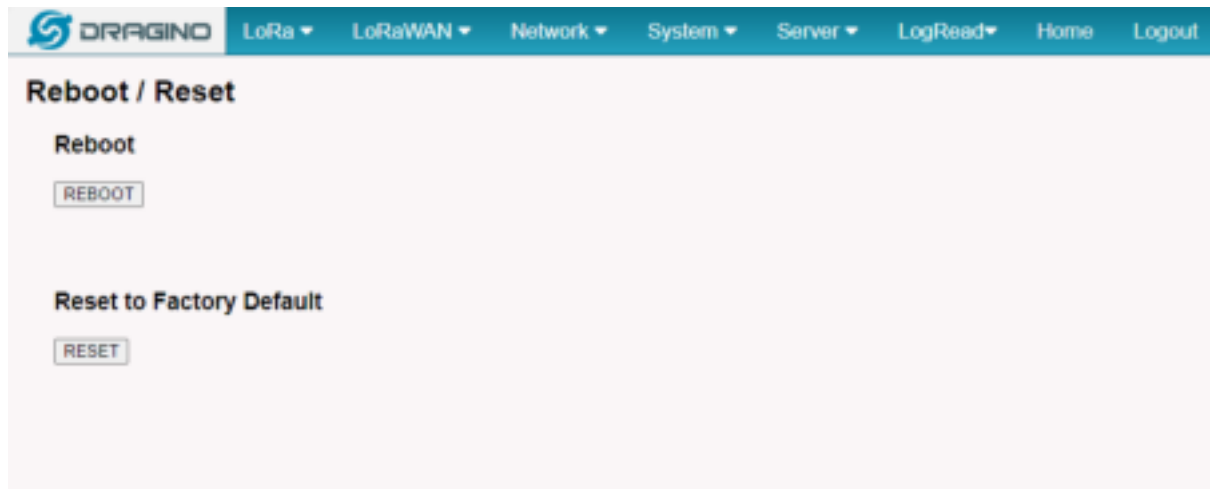 DRAGINO LoRa LoRaWAN Network System Server LogRead Home Logout
Reboot / Reset
Reboot
REBOOT
Reset to Factory Default
RESET